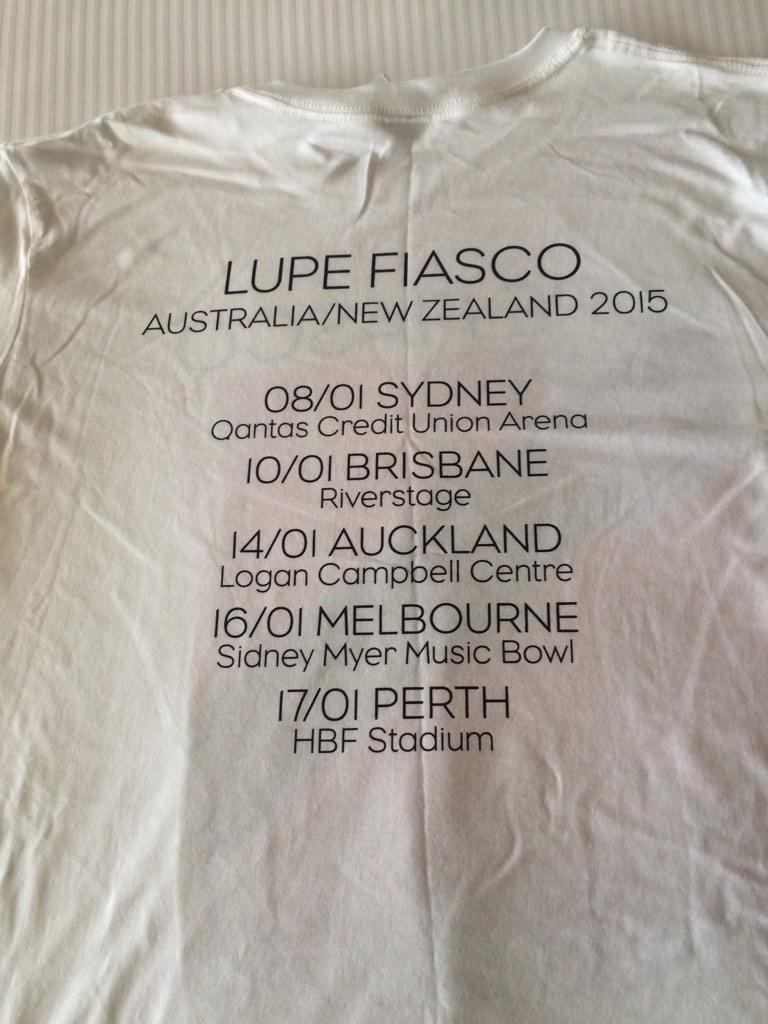 LUPE FIASCO
AUSTRALIA/NEW ZEALAND 2015
08/01 SYDNEY
Qantas Credit Union Arena
10/01 BRISBANE
Riverstage
14/01 AUCKLAND
Logan Campbell Centre
16/01 MELBOURNE
Sidney Myer Music Bowl
17/01 PERTH
HBF Stadium